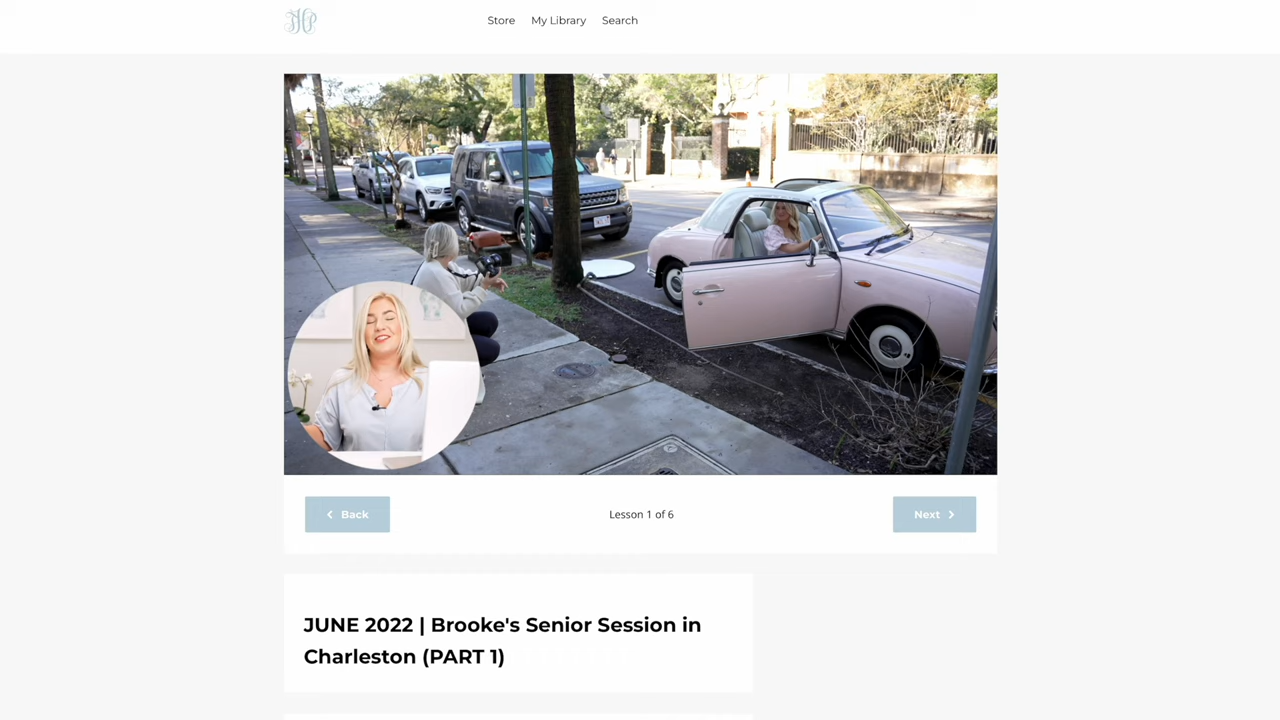 Store My Library Search
Back Lesson 1 of 6 Next
JUNE 2022 | Brooke's Senior Session in
Charleston (PART 1)